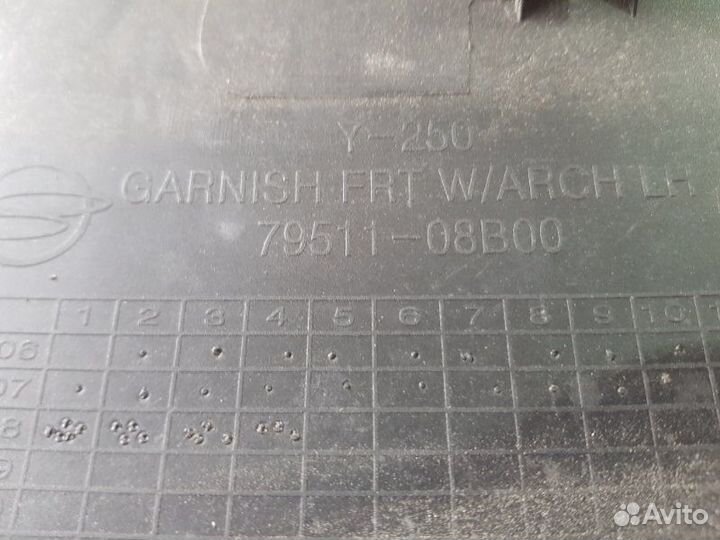 Y-250
GARNISH FRT W/ARCH LH
79511-08B00
1 2 3 4 5 6 7 8 9 10
06
07
8
9
Avito